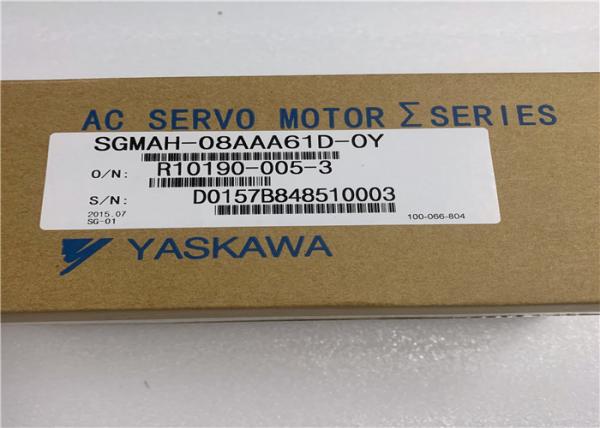 AC SERVO MOTOR Σ SERIES
SGMAH-08AAA61D-0Y
O/N: R10190-005-3
S/N: D0157B848510003
2015.07
SG-01 100-066-804
YASKAWA